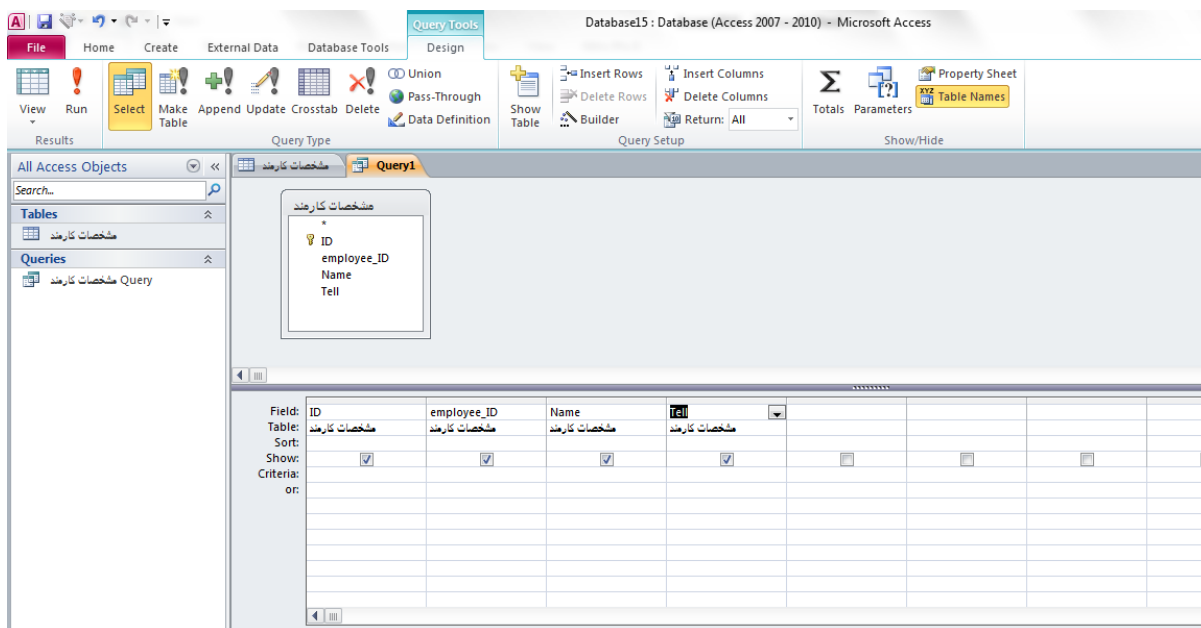 Query Tools
Database15 : Database (Access 2007 - 2010) - Microsoft Access
File Home Create External Data Database Tools Design
View Run Select Make Table Append Update Crosstab Delete
Union
Pass-Through
Data Definition
Show Table
Insert Rows
Delete Rows
Builder
Insert Columns
Delete Columns
Return: All
Totals Parameters
Property Sheet
Table Names
Results Query Type Query Setup Show/Hide
All Access Objects
Search...
Tables
مشخصات کارمند
Queries
مشخصات کارمند Query
مشخصات کارمند
Query1
مشخصات کارمند
*
ID
employee_ID
Name
Tell
Field: ID employee_ID Name Tell
Table: مشخصات کارمند مشخصات کارمند مشخصات کارمند مشخصات کارمند
Sort:
Show:
Criteria:
or: